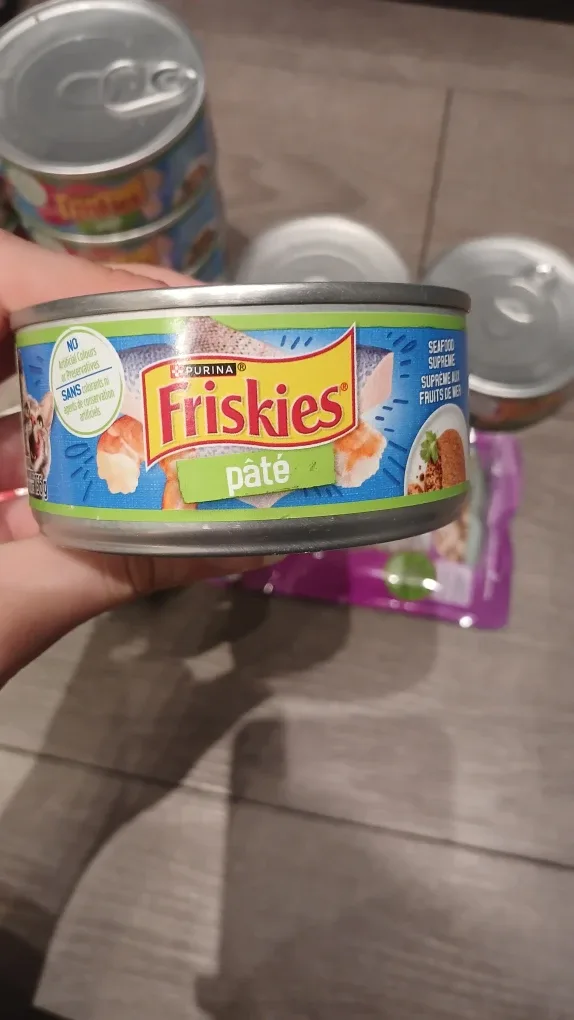 NO
Artificial Colours
or Preservatives
SANS colorants ni
agents de conservation
artificiels
PURINA®
Friskies®
pâté
SEAFOOD
SUPREME
SUPRÊME AUX
FRUITS DE MER
Friskies